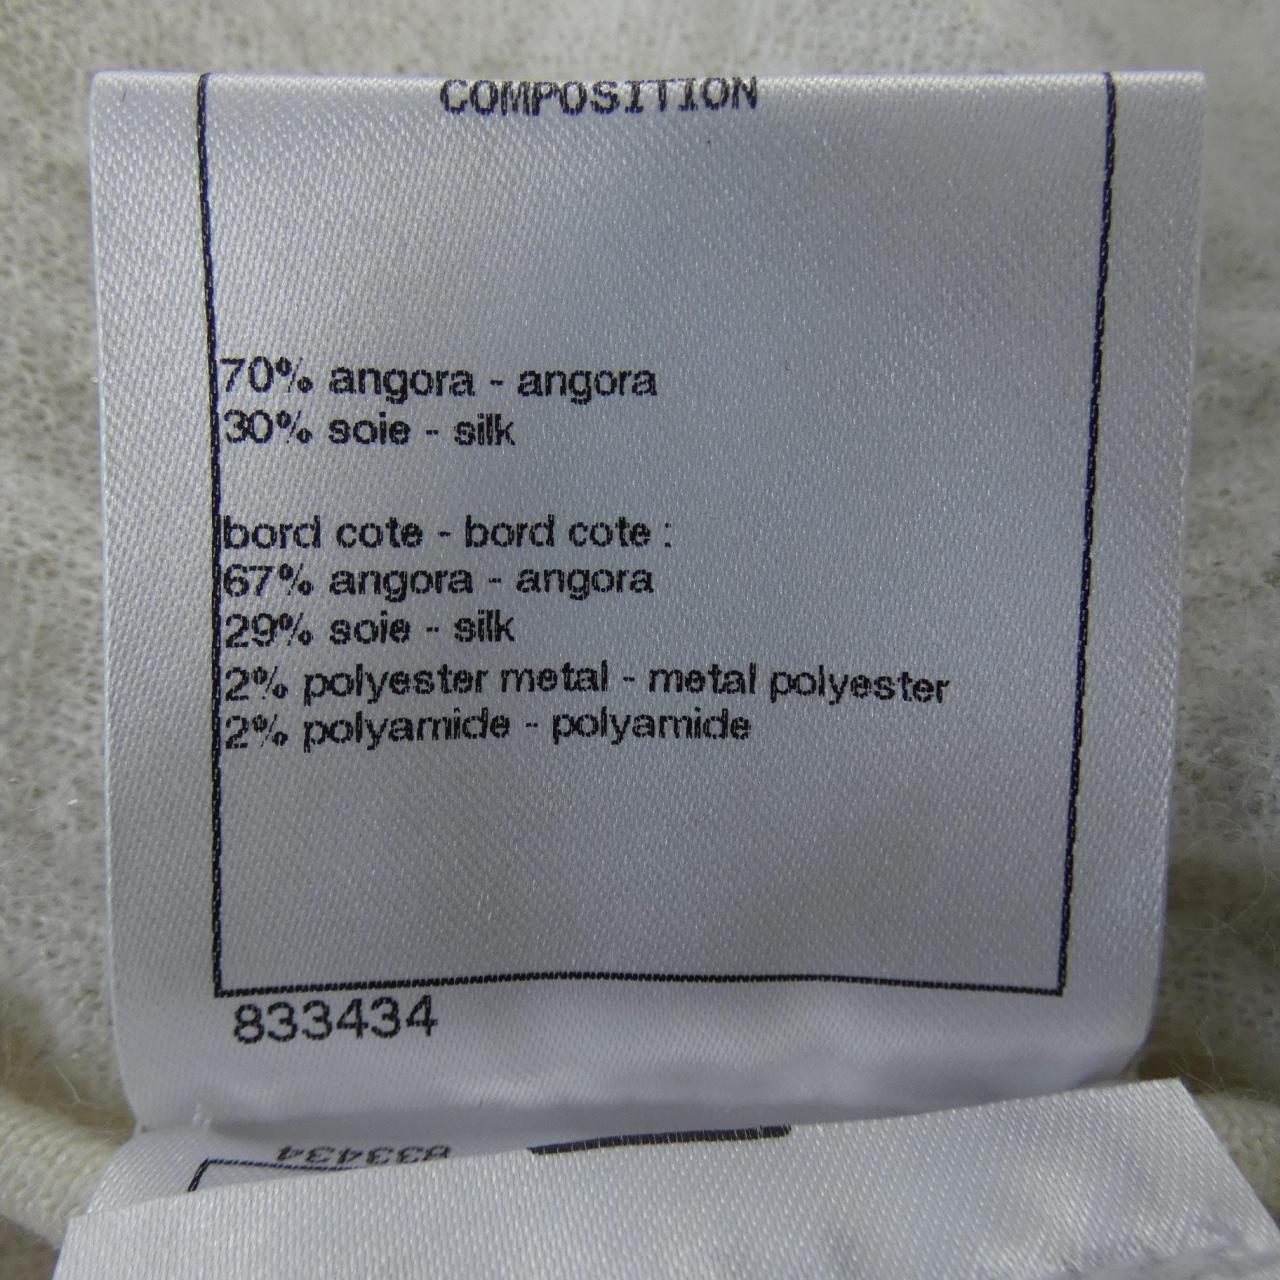 COMPOSITION
70% angora - angora
30% soie - silk
bord cote - bord cote :
67% angora - angora
29% soie - silk
2% polyester metal - metal polyester
2% polyamide - polyamide
833434
833434